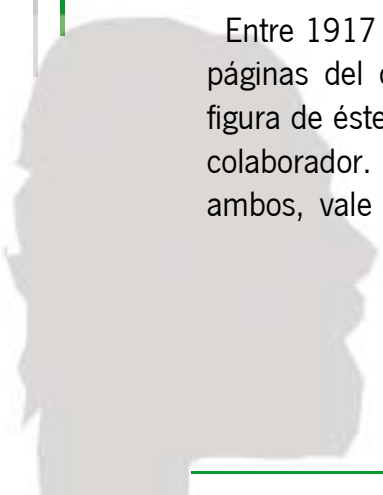 Entre 1917
páginas del
figura de éste
colaborador.
ambos, vale